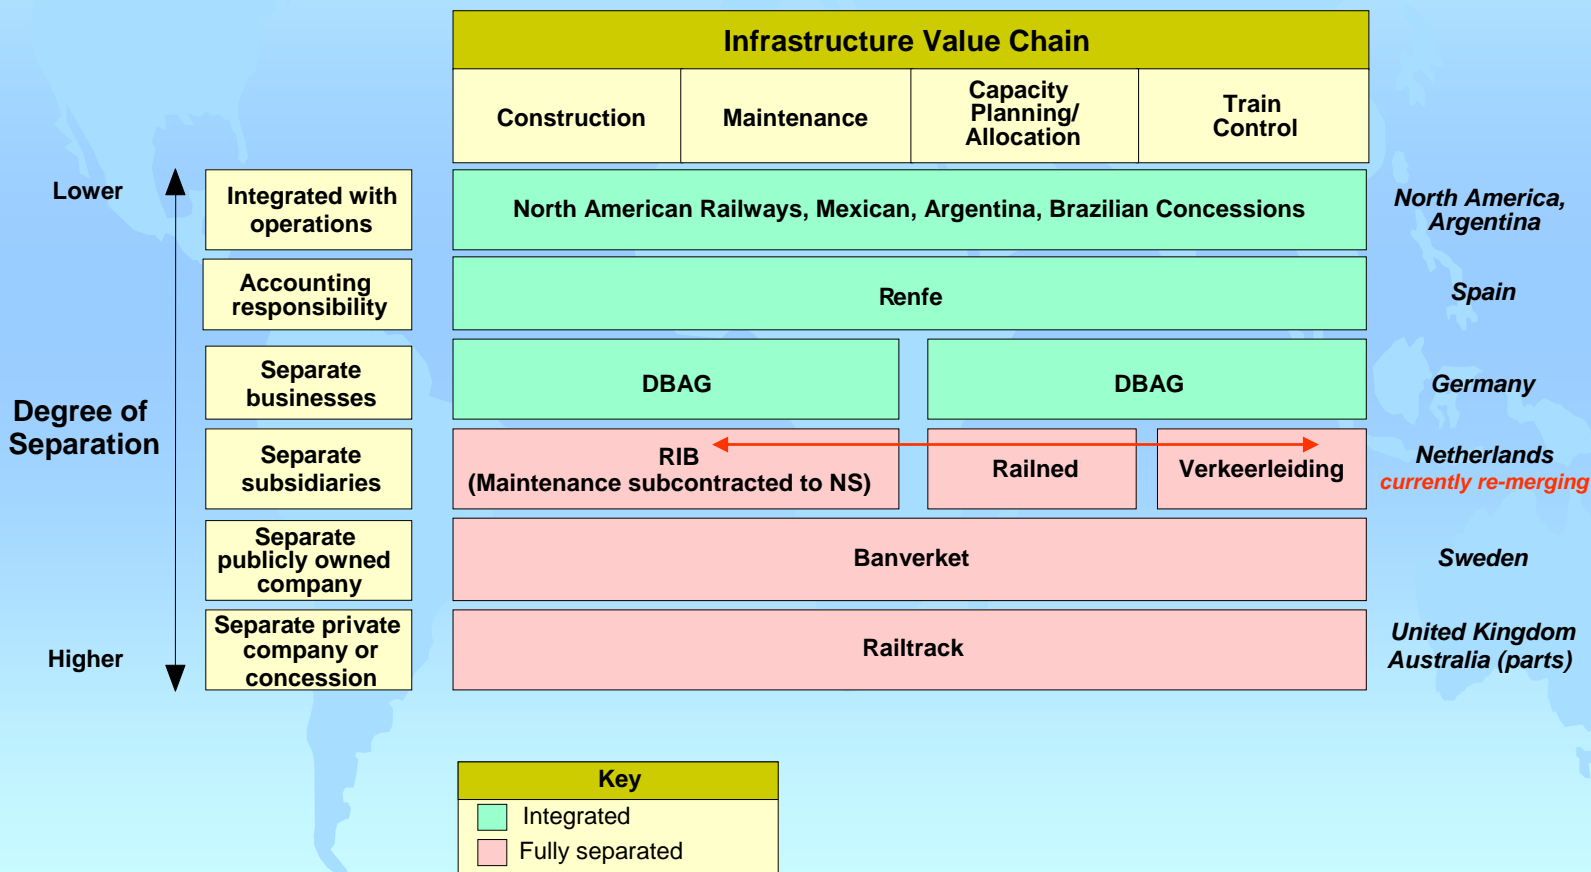 Infrastructure Value Chain
Construction
Maintenance
Capacity
Planning/
Allocation
Train
Control
Lower
Integrated with
operations
North American Railways, Mexican, Argentina, Brazilian Concessions
North America,
Argentina
Accounting
responsibility
Renfe
Spain
Degree of
Separation
Separate
businesses
DBAG
DBAG
Germany
Separate
subsidiaries
RIB
(Maintenance subcontracted to NS)
Railned
Verkeerleiding
Netherlands
currently re-merging
Separate
publicly owned
company
Banverket
Sweden
Higher
Separate private
company or
concession
Railtrack
United Kingdom
Australia (parts)
Key
Integrated
Fully separated